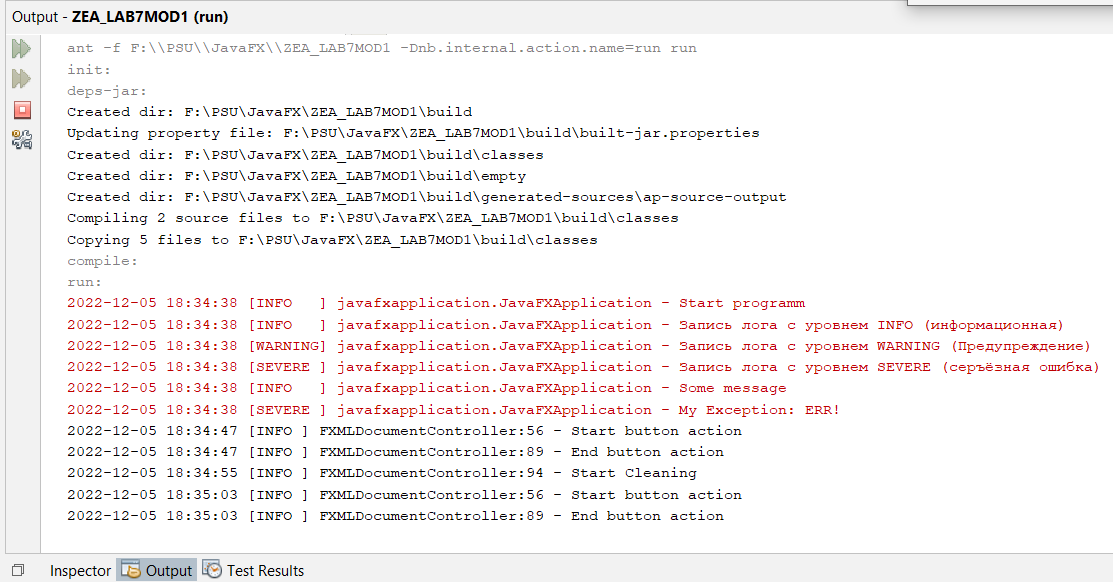 Output - ZEA_LAB7MOD1 (run)
ant -f F:\\PSU\\JavaFX\\ZEA_LAB7MOD1 -Dnb.internal.action.name=run run
init:
deps-jar:
Created dir: F:\PSU\JavaFX\ZEA_LAB7MOD1\build
Updating property file: F:\PSU\JavaFX\ZEA_LAB7MOD1\build\built-jar.properties
Created dir: F:\PSU\JavaFX\ZEA_LAB7MOD1\build\classes
Created dir: F:\PSU\JavaFX\ZEA_LAB7MOD1\build\empty
Created dir: F:\PSU\JavaFX\ZEA_LAB7MOD1\build\generated-sources\ap-source-output
Compiling 2 source files to F:\PSU\JavaFX\ZEA_LAB7MOD1\build\classes
Copying 5 files to F:\PSU\JavaFX\ZEA_LAB7MOD1\build\classes
compile:
run:
2022-12-05 18:34:38 [INFO   ] javafxapplication.JavaFXApplication - Start programm
2022-12-05 18:34:38 [INFO   ] javafxapplication.JavaFXApplication - Запись лога с уровнем INFO (информационная)
2022-12-05 18:34:38 [WARNING] javafxapplication.JavaFXApplication - Запись лога с уровнем WARNING (Предупреждение)
2022-12-05 18:34:38 [SEVERE ] javafxapplication.JavaFXApplication - Запись лога с уровнем SEVERE (серъёзная ошибка)
2022-12-05 18:34:38 [INFO   ] javafxapplication.JavaFXApplication - Some message
2022-12-05 18:34:38 [SEVERE ] javafxapplication.JavaFXApplication - My Exception: ERR!
2022-12-05 18:34:47 [INFO ] FXMLDocumentController:56 - Start button action
2022-12-05 18:34:47 [INFO ] FXMLDocumentController:89 - End button action
2022-12-05 18:34:55 [INFO ] FXMLDocumentController:94 - Start Cleaning
2022-12-05 18:35:03 [INFO ] FXMLDocumentController:56 - Start button action
2022-12-05 18:35:03 [INFO ] FXMLDocumentController:89 - End button action
Inspector Output Test Results